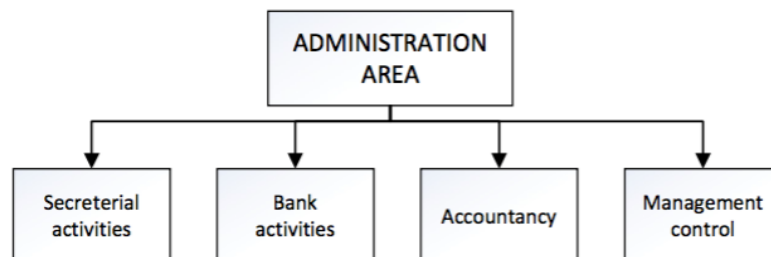 ADMINISTRATION
AREA
Secreterial
activities
Bank
activities
Accountancy
Management
control